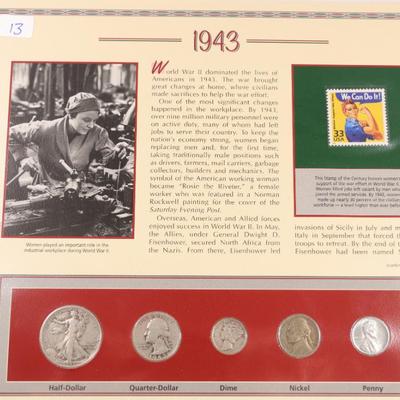 13
1943
World War II dominated the lives of
Americans in 1943. The war brought
great changes at home, where civilians
made sacrifices to help the war effort.
One of the most significant changes
happened in the workplace. By 1943,
over nine million military personnel were
on active duty, many of whom had left
jobs to serve their country. To keep the
nation's economy strong, women began
replacing men and, for the first time,
taking traditionally male positions such
as drivers, farmers, mail carriers, garbage
collectors, builders and mechanics. The
symbol of the American working woman
became "Rosie the Riveter," a female
worker who was featured in a Norman
Rockwell painting for the cover of the
Saturday Evening Post.
Overseas, American and Allied forces
enjoyed success in World War II. In May,
the Allies, under General Dwight D.
Eisenhower, secured North Africa from
the Nazis. From there, Eisenhower led
We Can Do It!
33
USA
This Stamp of the Century honors women's
support of the war effort in World War II.
Women filled jobs left vacant by men who
joined the armed services. By 1943, women
made up nearly 30 percent of the civilian
workforce — a level higher than ever before
invasions of Sicily in July and m
Italy in September that forced th
troops to retreat. By the end of t
Eisenhower had been named S
Women played an important role in the
industrial workplace during World War II.
Half-Dollar
Quarter-Dollar
Dime
Nickel
Penny